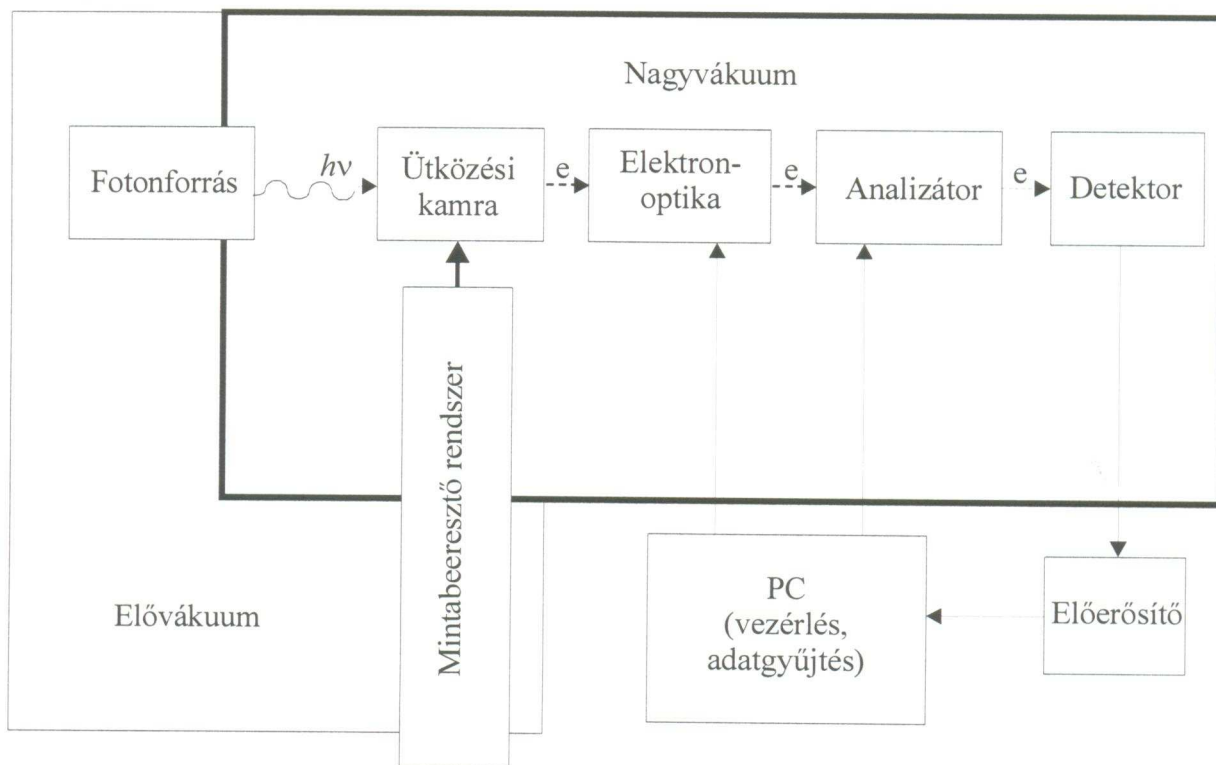 Nagyvákuum
Fotonforrás
hν
Ütközési
kamra
e
Elektron-
optika
e
Analizátor
e
Detektor
Mintabeeresztő rendszer
Elővákuum
PC
(vezérlés,
adatgyűjtés)
Előerősítő